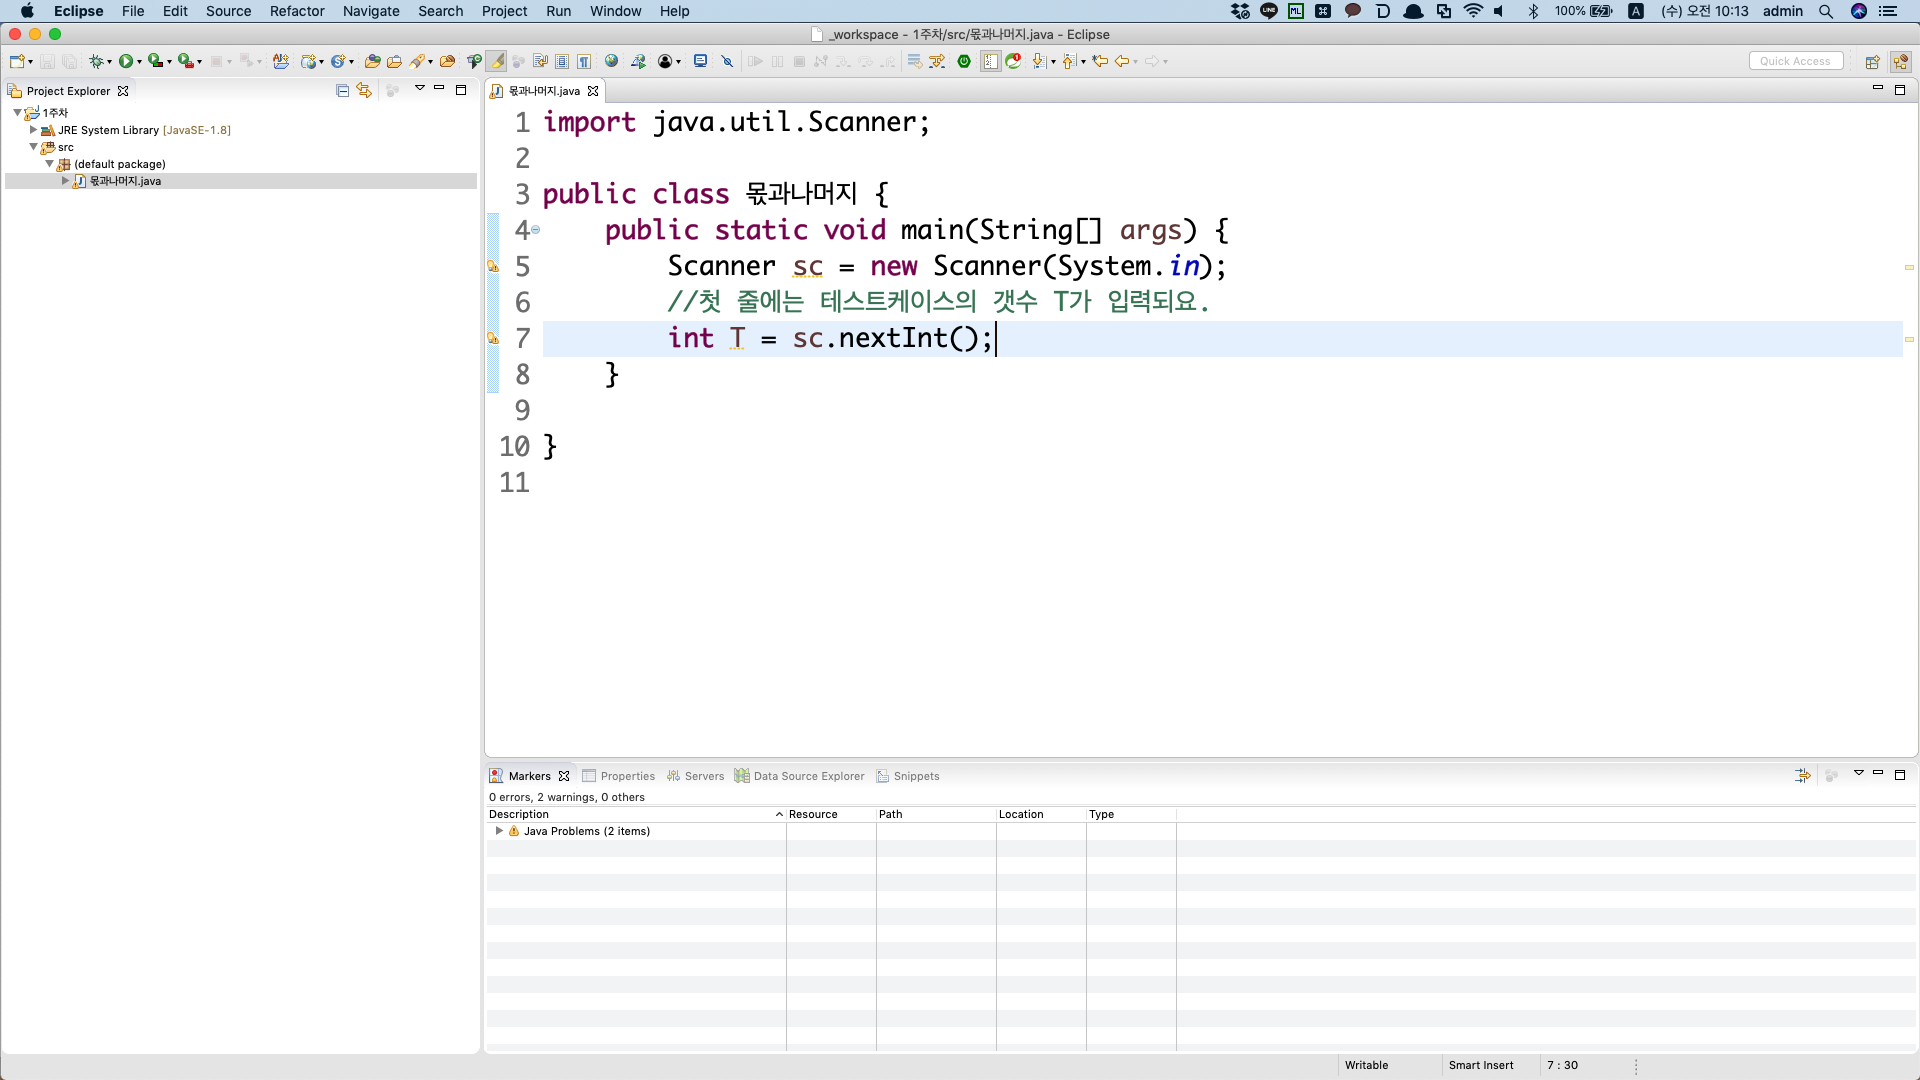 Eclipse File Edit Source Refactor Navigate Search Project Run Window Help 100% A (수) 오전 10:13 admin
_workspace - 1주차/src/몫과나머지.java - Eclipse
Quick Access
Project Explorer
1주차
JRE System Library [JavaSE-1.8]
src
(default package)
몫과나머지.java
몫과나머지.java
1 import java.util.Scanner;
2
3 public class 몫과나머지 {
4 public static void main(String[] args) {
5 Scanner sc = new Scanner(System.in);
6 //첫 줄에는 테스트케이스의 갯수 T가 입력되요.
7 int T = sc.nextInt();
8 }
9
10 }
11
Markers Properties Servers Data Source Explorer Snippets
0 errors, 2 warnings, 0 others
Description Resource Path Location Type
Java Problems (2 items)
Writable Smart Insert 7 : 30